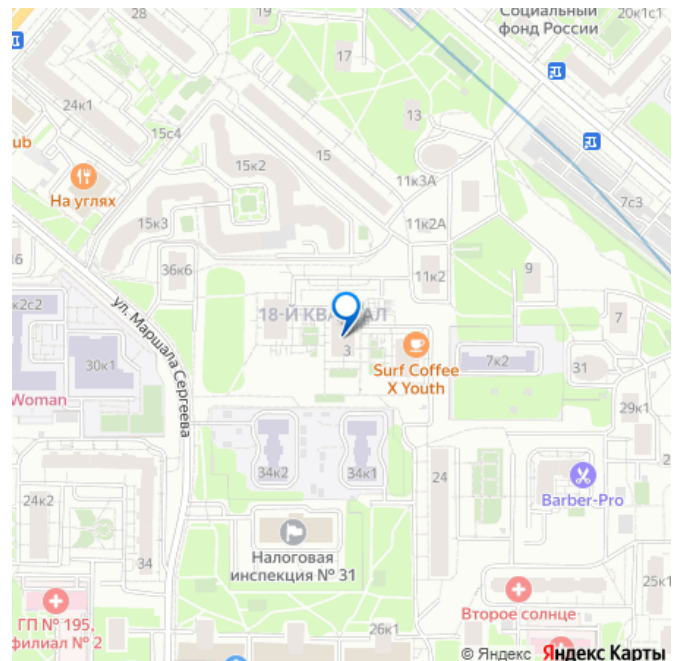 Социальный
фонд России
20к1с1
28
17
24к1
13
15с4
ub
15к2
15
На углях
11к3А
7с3
15к3
11к2А
16
36к6
11к2
9
к2с2
ул. Маршала Сергеева
18-Й КВАРТАЛ
3
7
30к1
Surf Coffee
X Youth
7к2
31
Woman
29к1
34к2
34к1
24
2
24к2
Barber-Pro
Налоговая
инспекция № 31
34
25к1
ГП № 195,
филиал № 2
Второе солнце
26к1
© Яндекс Яндекс Карты